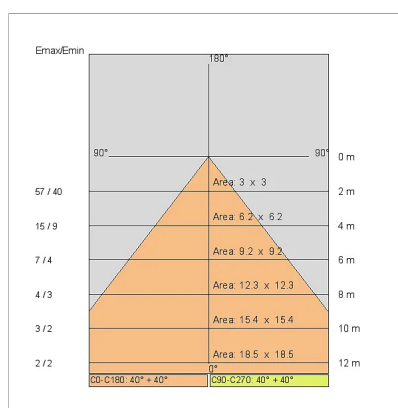 Emax/Emin
180°
90° 90° 0 m
57 / 40 Area: 3 x 3 2 m
15 / 9 Area: 6.2 x 6.2 4 m
7 / 4 Area: 9.2 x 9.2 6 m
4 / 3 Area: 12.3 x 12.3 8 m
3 / 2 Area: 15.4 x 15.4 10 m
2 / 2 Area: 18.5 x 18.5 12 m
0°
C0-C180: 40° + 40° C90-C270: 40° + 40°